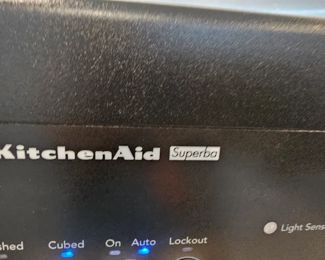 KitchenAid Superba
Light Sens
shed Cubed On Auto Lockout